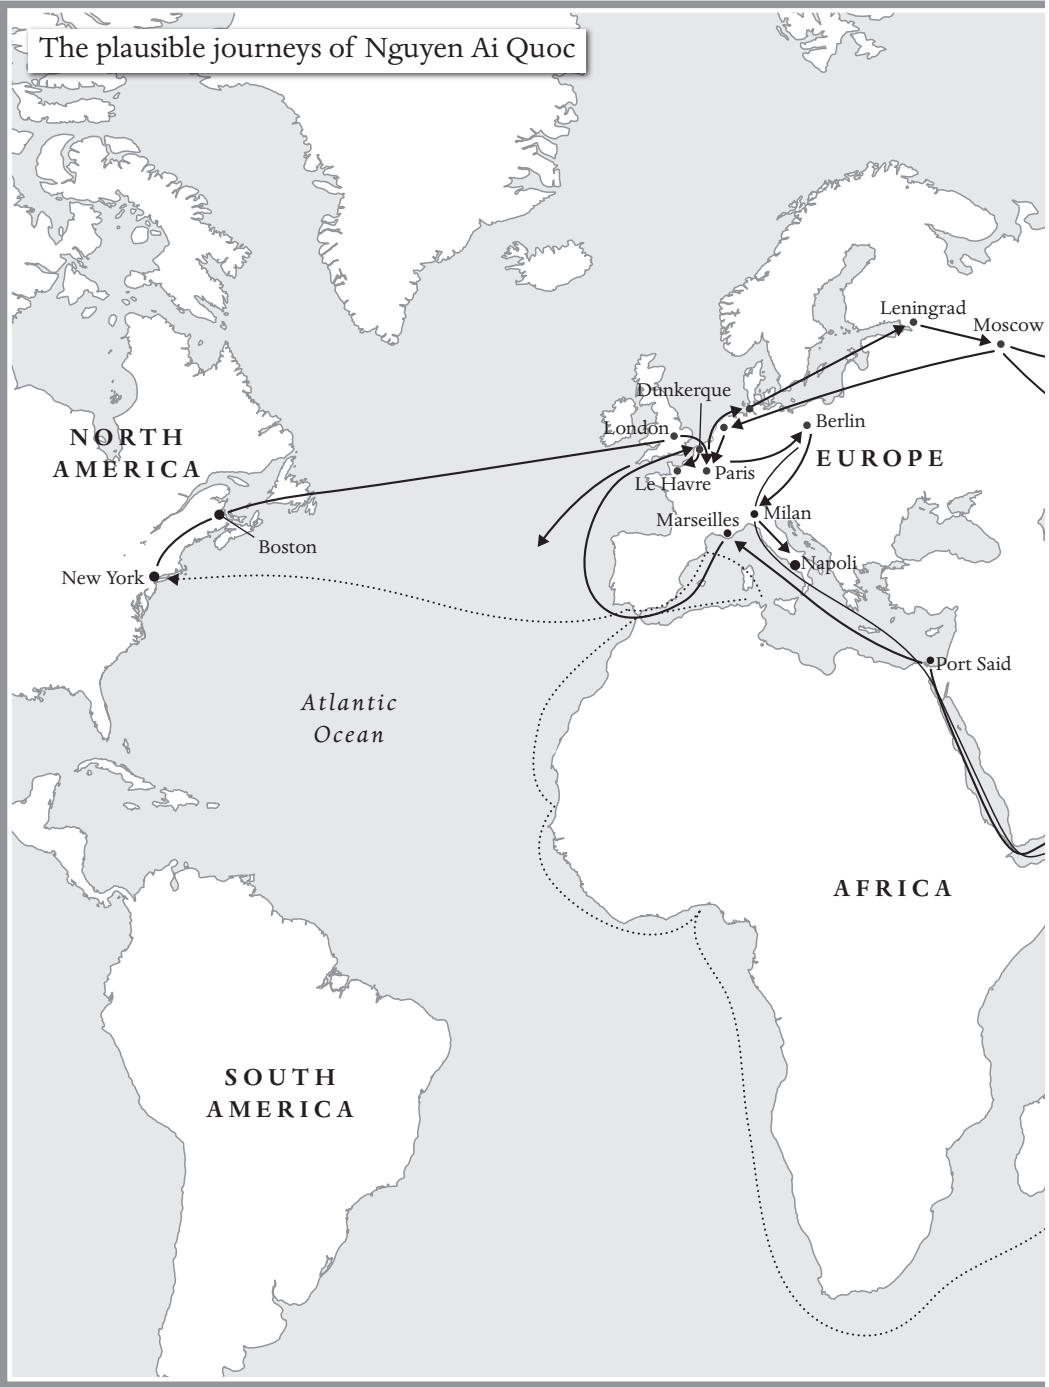 The plausible journeys of Nguyen Ai Quoc
Leningrad
Moscow
Dunkerque
London
Berlin
NORTH
AMERICA
EUROPE
Paris
Le Havre
Marseilles
Milan
Boston
Napoli
New York
Port Said
Atlantic
Ocean
AFRICA
SOUTH
AMERICA